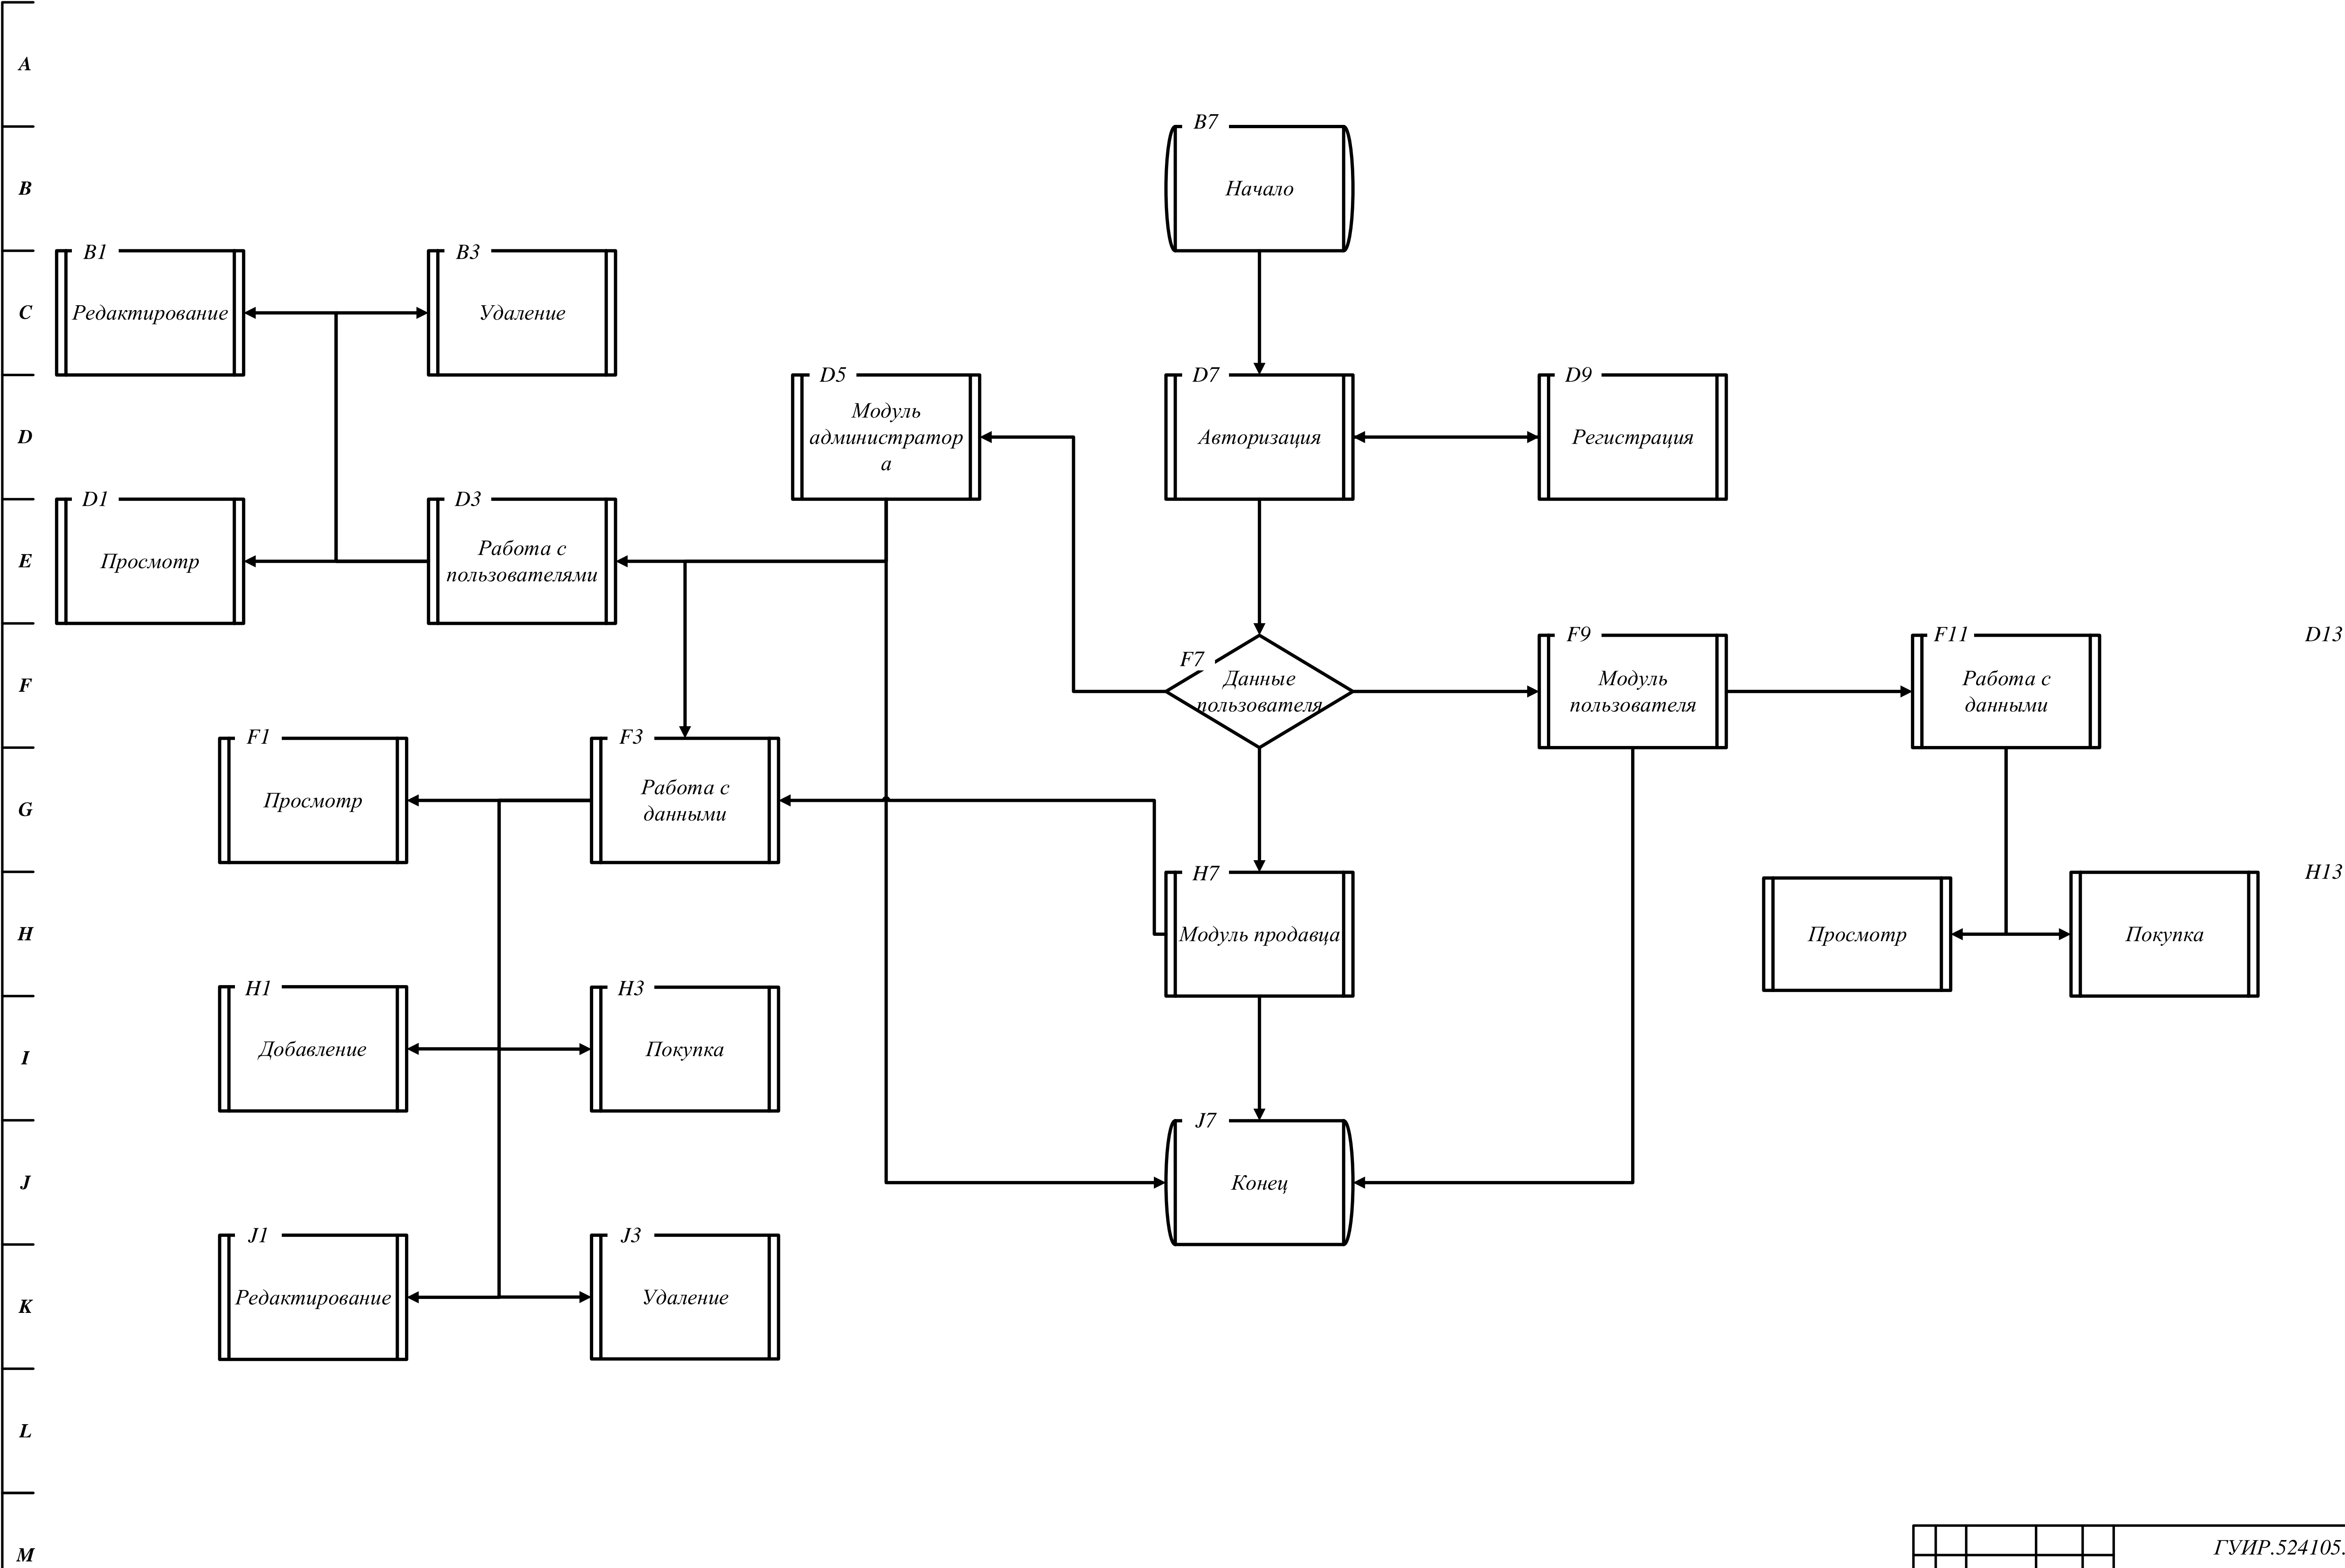 A
B7
B
Начало
B1
B3
C
Редактирование
Удаление
D5
D7
D9
D
Модуль
администратор
а
Авторизация
Регистрация
D1
D3
E
Просмотр
Работа с
пользователями
F7
F9
F11
D13
F
Данные
пользователя
Модуль
пользователя
Работа с
данными
F1
F3
G
Просмотр
Работа с
данными
H7
H13
H
Модуль продавца
Просмотр
Покупка
H1
H3
I
Добавление
Покупка
J7
J
Конец
J1
J3
K
Редактирование
Удаление
L
M
ГУИР.524105.